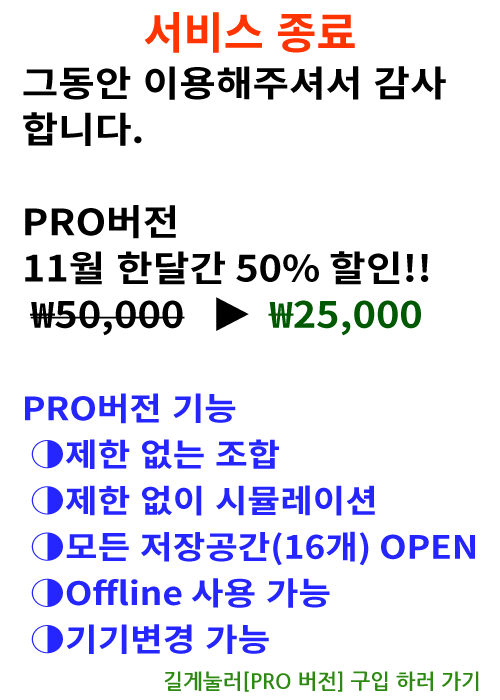 서비스 종료
그동안 이용해주셔서 감사
합니다.
PRO버전
11월 한달간 50% 할인!!
₩50,000 ▶ ₩25,000
PRO버전 기능
◑제한 없는 조합
◑제한 없이 시뮬레이션
◑모든 저장공간(16개) OPEN
◑Offline 사용 가능
◑기기변경 가능
길게눌러[PRO 버전] 구입 하러 가기